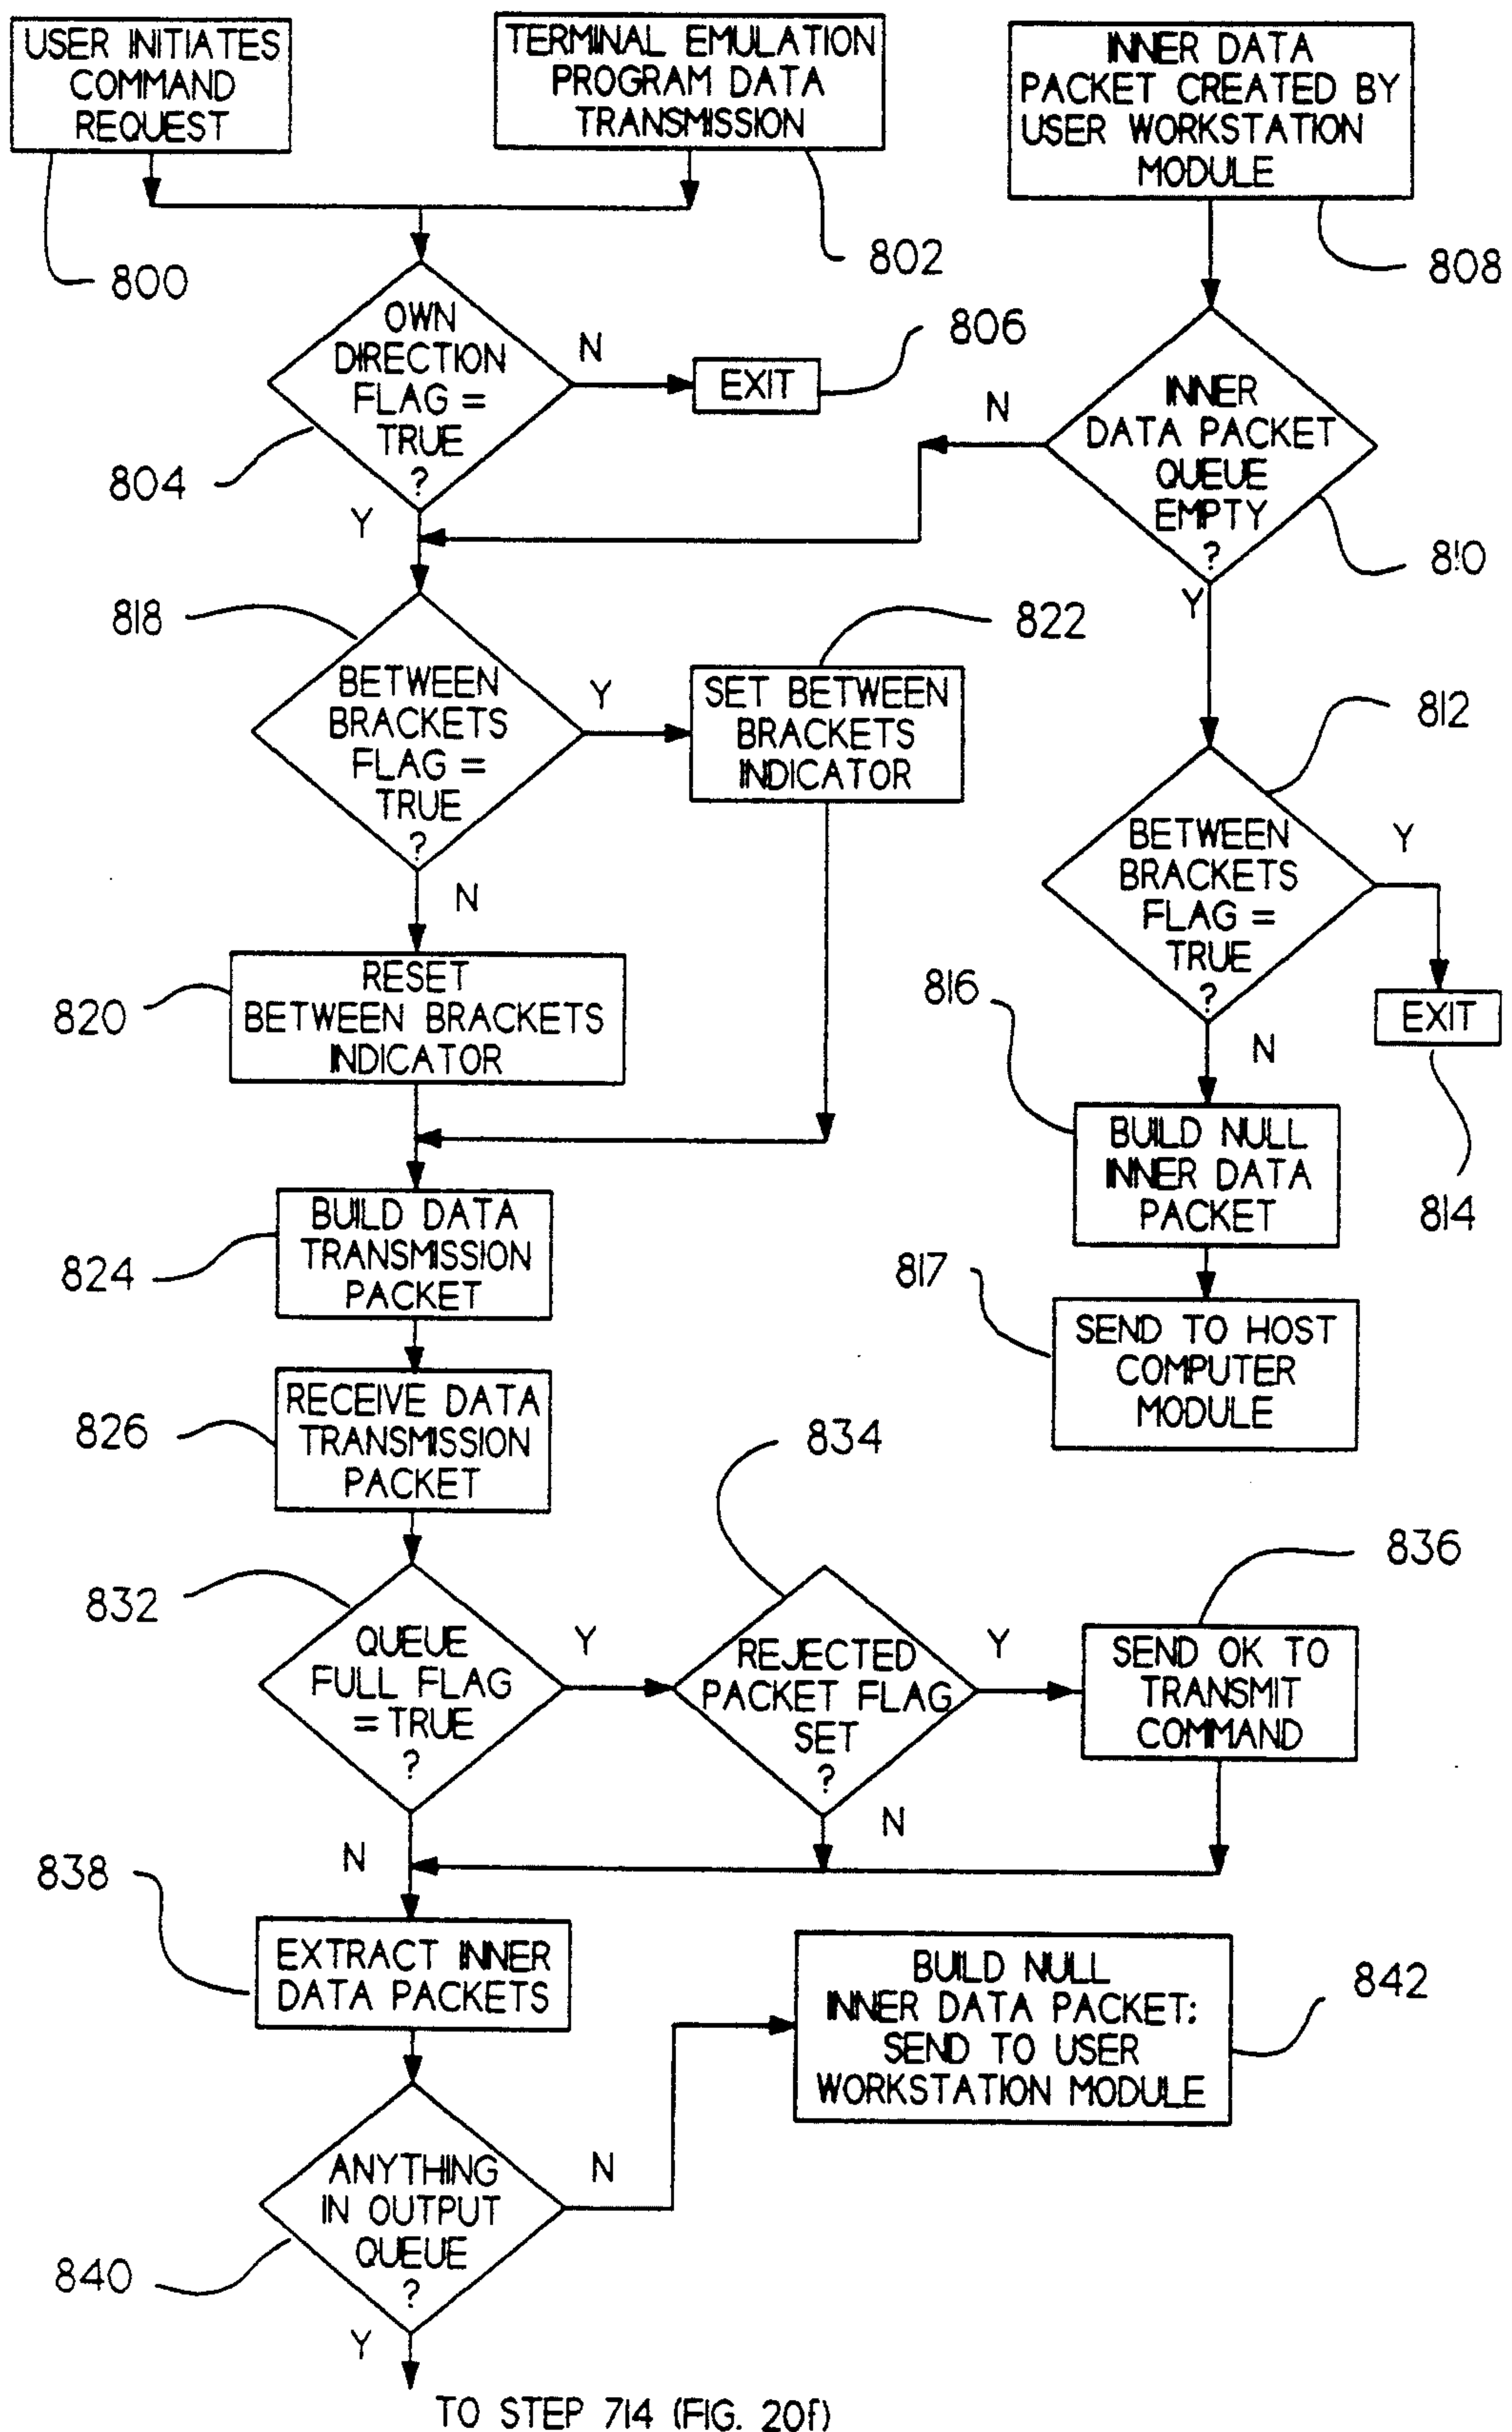 USER INITIATES
COMMAND
REQUEST
TERMINAL EMULATION
PROGRAM DATA
TRANSMISSION
INNER DATA
PACKET CREATED BY
USER WORKSTATION
MODULE
800
802
808
OWN
DIRECTION
FLAG =
TRUE
?
804
N
EXIT
806
Y
INNER
DATA PACKET
QUEUE
EMPTY
?
N
810
Y
818
BETWEEN
BRACKETS
FLAG =
TRUE
?
Y
SET BETWEEN
BRACKETS
INDICATOR
822
N
812
BETWEEN
BRACKETS
FLAG =
TRUE
?
Y
EXIT
814
N
RESET
BETWEEN BRACKETS
INDICATOR
820
816
BUILD NULL
INNER DATA
PACKET
817
SEND TO HOST
COMPUTER
MODULE
BUILD DATA
TRANSMISSION
PACKET
824
RECEIVE DATA
TRANSMISSION
PACKET
826
832
QUEUE
FULL FLAG
= TRUE
?
Y
834
REJECTED
PACKET FLAG
SET
?
Y
836
SEND OK TO
TRANSMIT
COMMAND
N
N
838
EXTRACT INNER
DATA PACKETS
BUILD NULL
INNER DATA PACKET:
SEND TO USER
WORKSTATION MODULE
842
ANYTHING
IN OUTPUT
QUEUE
?
N
840
Y
TO STEP 714 (FIG. 20f)